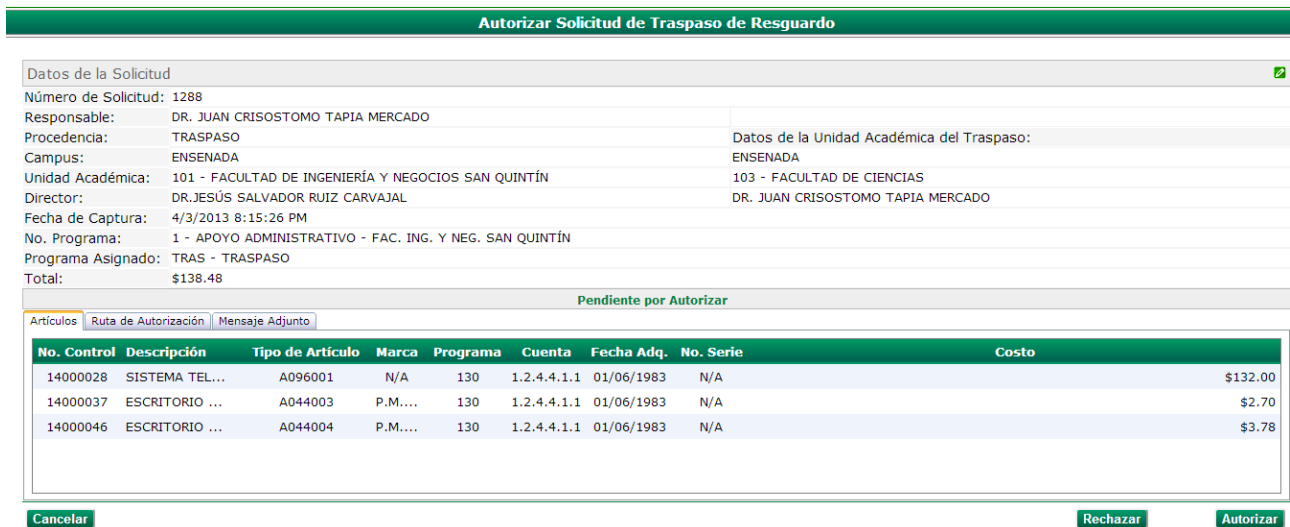 Autorizar Solicitud de Traspaso de Resguardo
Datos de la Solicitud
Número de Solicitud: 1288
Responsable: DR. JUAN CRISOSTOMO TAPIA MERCADO
Procedencia: TRASPASO Datos de la Unidad Académica del Traspaso:
Campus: ENSENADA ENSENADA
Unidad Académica: 101 - FACULTAD DE INGENIERÍA Y NEGOCIOS SAN QUINTÍN 103 - FACULTAD DE CIENCIAS
Director: DR.JESÚS SALVADOR RUIZ CARVAJAL DR. JUAN CRISOSTOMO TAPIA MERCADO
Fecha de Captura: 4/3/2013 8:15:26 PM
No. Programa: 1 - APOYO ADMINISTRATIVO - FAC. ING. Y NEG. SAN QUINTÍN
Programa Asignado: TRAS - TRASPASO
Total: $138.48
Pendiente por Autorizar
Artículos Ruta de Autorización Mensaje Adjunto
No. Control Descripción Tipo de Artículo Marca Programa Cuenta Fecha Adq. No. Serie Costo
14000028 SISTEMA TEL... A096001 N/A 130 1.2.4.4.1.1 01/06/1983 N/A $132.00
14000037 ESCRITORIO ... A044003 P.M.... 130 1.2.4.4.1.1 01/06/1983 N/A $2.70
14000046 ESCRITORIO ... A044004 P.M.... 130 1.2.4.4.1.1 01/06/1983 N/A $3.78
Cancelar Rechazar Autorizar